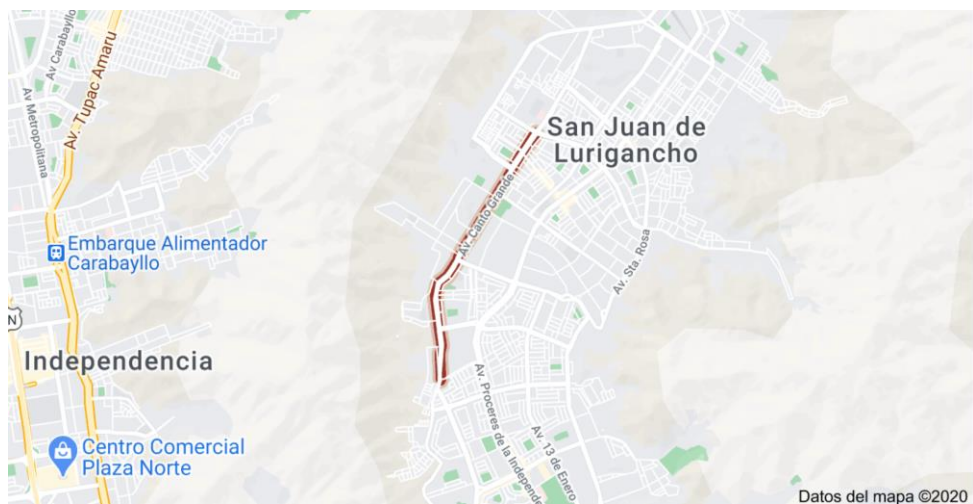 Av Carabayllo
Av. Tupac Amaru
Av Metropolitana
San Juan de
Lurigancho
Av. Canto Grande
Av. Sta. Rosa
Embarque Alimentador
Carabayllo
N
Independencia
Av. Proceres de la Independ
Av. 13 de Enero
Centro Comercial
Plaza Norte
Datos del mapa ©2020